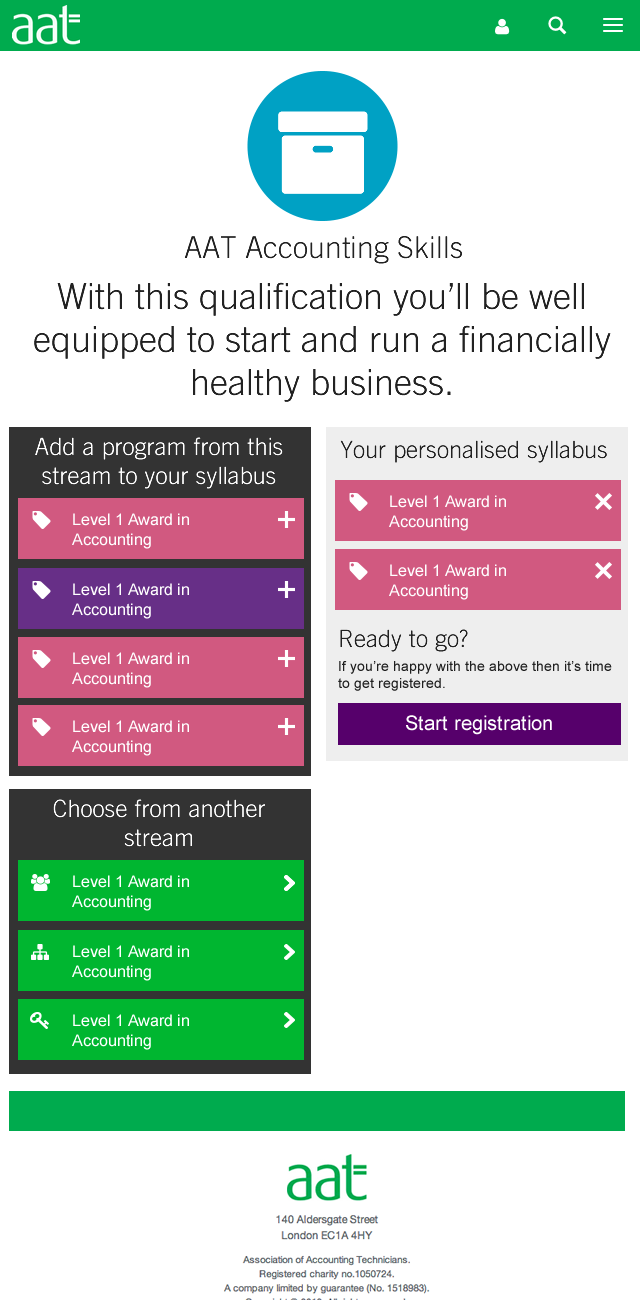 aat
AAT Accounting Skills
With this qualification you’ll be well
equipped to start and run a financially
healthy business.
Add a program from this
stream to your syllabus
Level 1 Award in
Accounting
Level 1 Award in
Accounting
Level 1 Award in
Accounting
Level 1 Award in
Accounting
Your personalised syllabus
Level 1 Award in
Accounting
Level 1 Award in
Accounting
Ready to go?
If you’re happy with the above then it’s time
to get registered.
Start registration
Choose from another
stream
Level 1 Award in
Accounting
Level 1 Award in
Accounting
Level 1 Award in
Accounting
aat
140 Aldersgate Street
London EC1A 4HY
Association of Accounting Technicians.
Registered charity no.1050724.
A company limited by guarantee (No. 1518983).